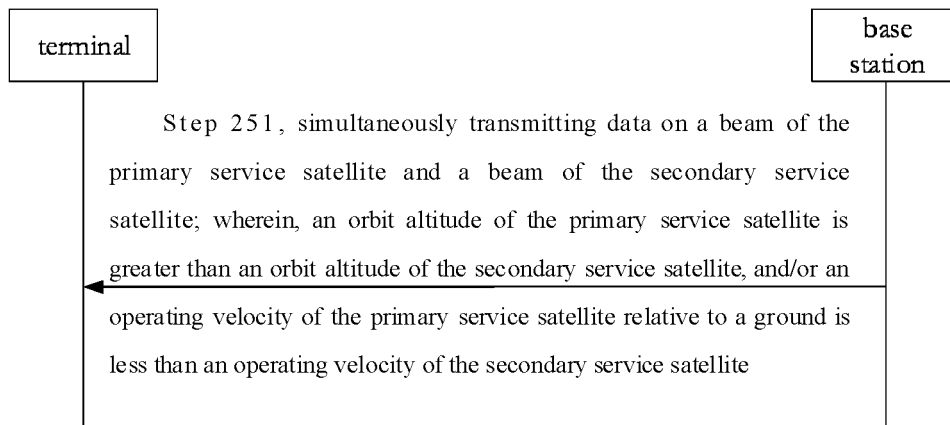 terminal
base
station
Step 251, simultaneously transmitting data on a beam of the
primary service satellite and a beam of the secondary service
satellite; wherein, an orbit altitude of the primary service satellite is
greater than an orbit altitude of the secondary service satellite, and/or an
operating velocity of the primary service satellite relative to a ground is
less than an operating velocity of the secondary service satellite